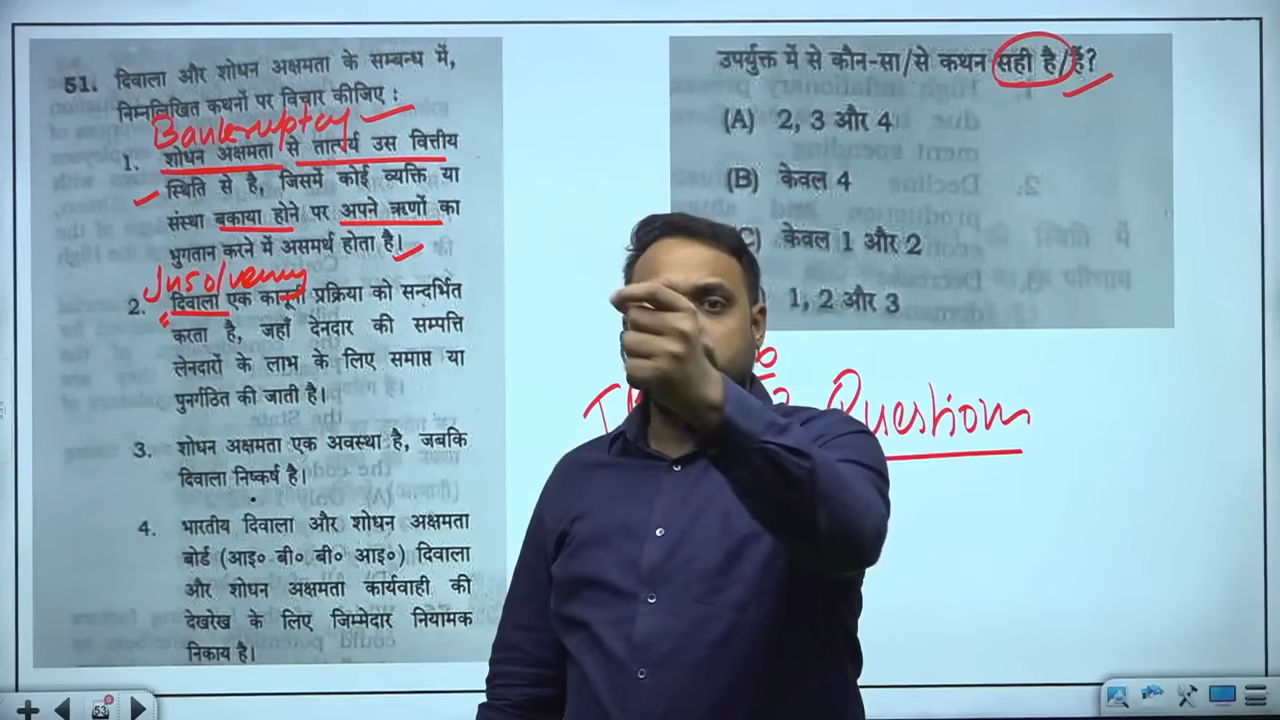 51. दिवाला और शोधन अक्षमता के सम्बन्ध में,
निम्नलिखित कथनों पर विचार कीजिए :
Bankruptcy
1. शोधन अक्षमता से तात्पर्य उस वित्तीय
स्थिति से है, जिसमें कोई व्यक्ति या
संस्था बकाया होने पर अपने ऋणों का
भुगतान करने में असमर्थ होता है।
Insolvency
2. दिवाला एक कानूनी प्रक्रिया को सन्दर्भित
करता है, जहाँ देनदार की सम्पत्ति
लेनदारों के लाभ के लिए समाप्त या
पुनर्गठित की जाती है।
3. शोधन अक्षमता एक अवस्था है, जबकि
दिवाला निष्कर्ष है।
4. भारतीय दिवाला और शोधन अक्षमता
बोर्ड (आइ० बी० बी० आइ०) दिवाला
और शोधन अक्षमता कार्यवाही की
देखरेख के लिए जिम्मेदार नियामक
निकाय है।
उपर्युक्त में से कौन-सा/से कथन सही है/हैं?
(A) 2, 3 और 4
(B) केवल 4
C) केवल 1 और 2
1, 2 और 3
Question
53